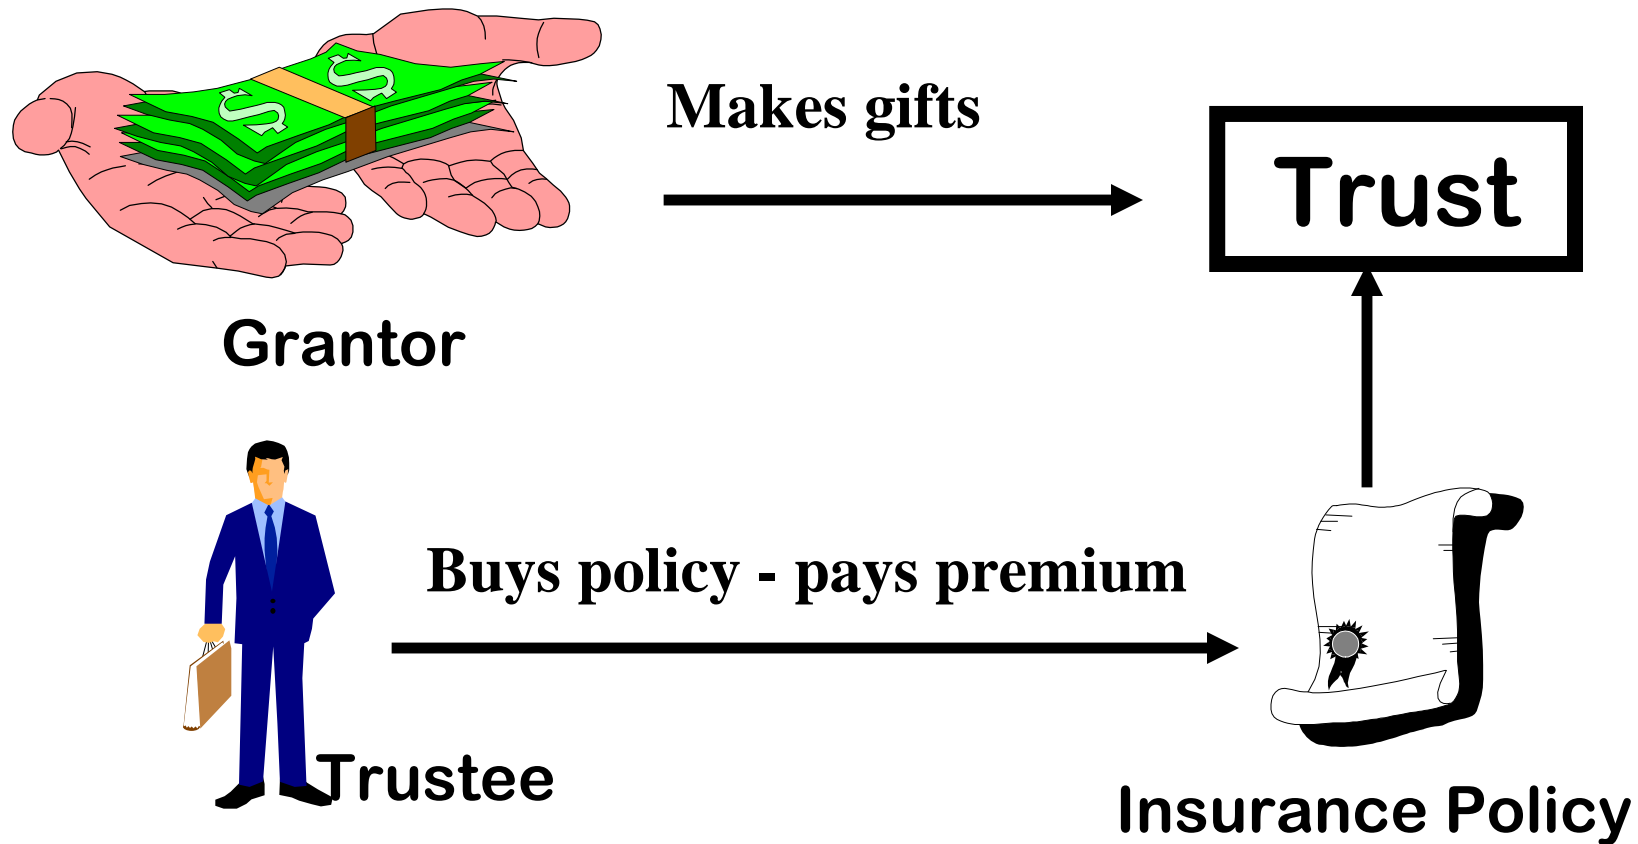 Makes gifts
Trust
Grantor
Buys policy - pays premium
Trustee
Insurance Policy